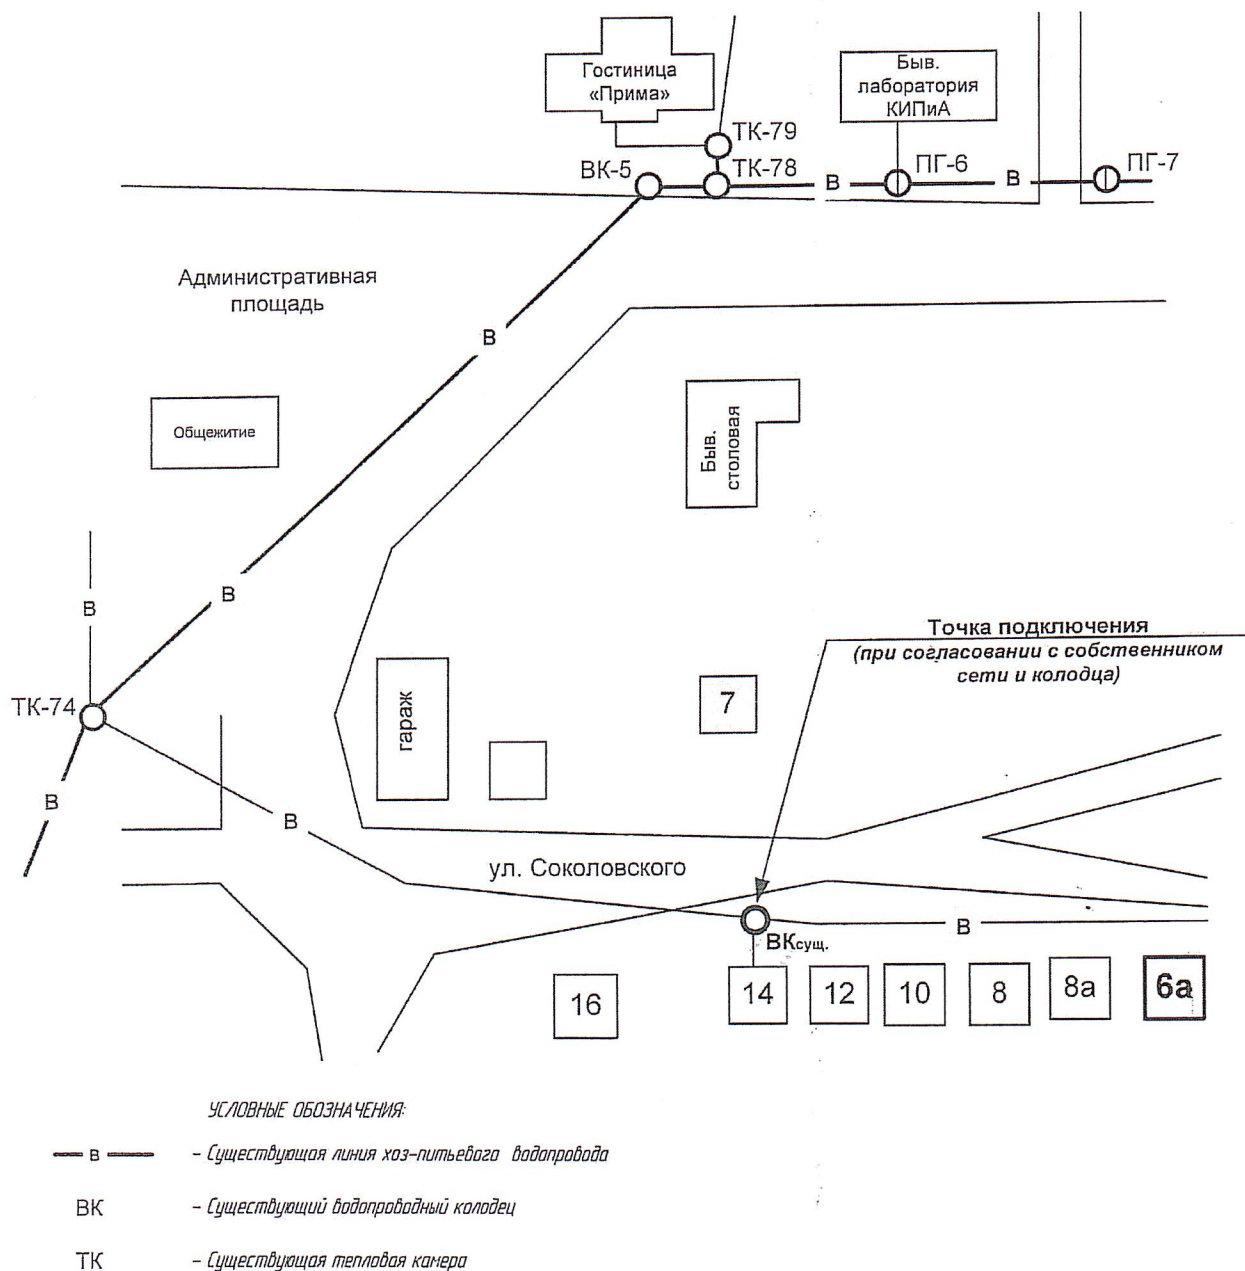 Гостиница
«Прима»
Быв.
лаборатория
КИПиА
ТК-79
ВК-5
ТК-78
В
ПГ-6
В
ПГ-7
Административная
площадь
В
Общежитие
Быв.
столовая
В
В
Точка подключения
(при согласовании с собственником
сети и колодца)
ТК-74
гараж
7
В
В
ул. Соколовского
ВКсущ.
В
16
14
12
10
8
8а
6а
УСЛОВНЫЕ ОБОЗНАЧЕНИЯ:
В - Существующая линия хоз-питьевого водопровода
ВК - Существующий водопроводный колодец
ТК - Существующая тепловая камера